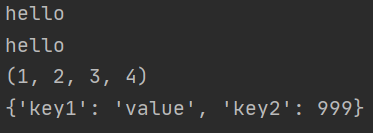 hello
hello
(1, 2, 3, 4)
{'key1': 'value', 'key2': 999}